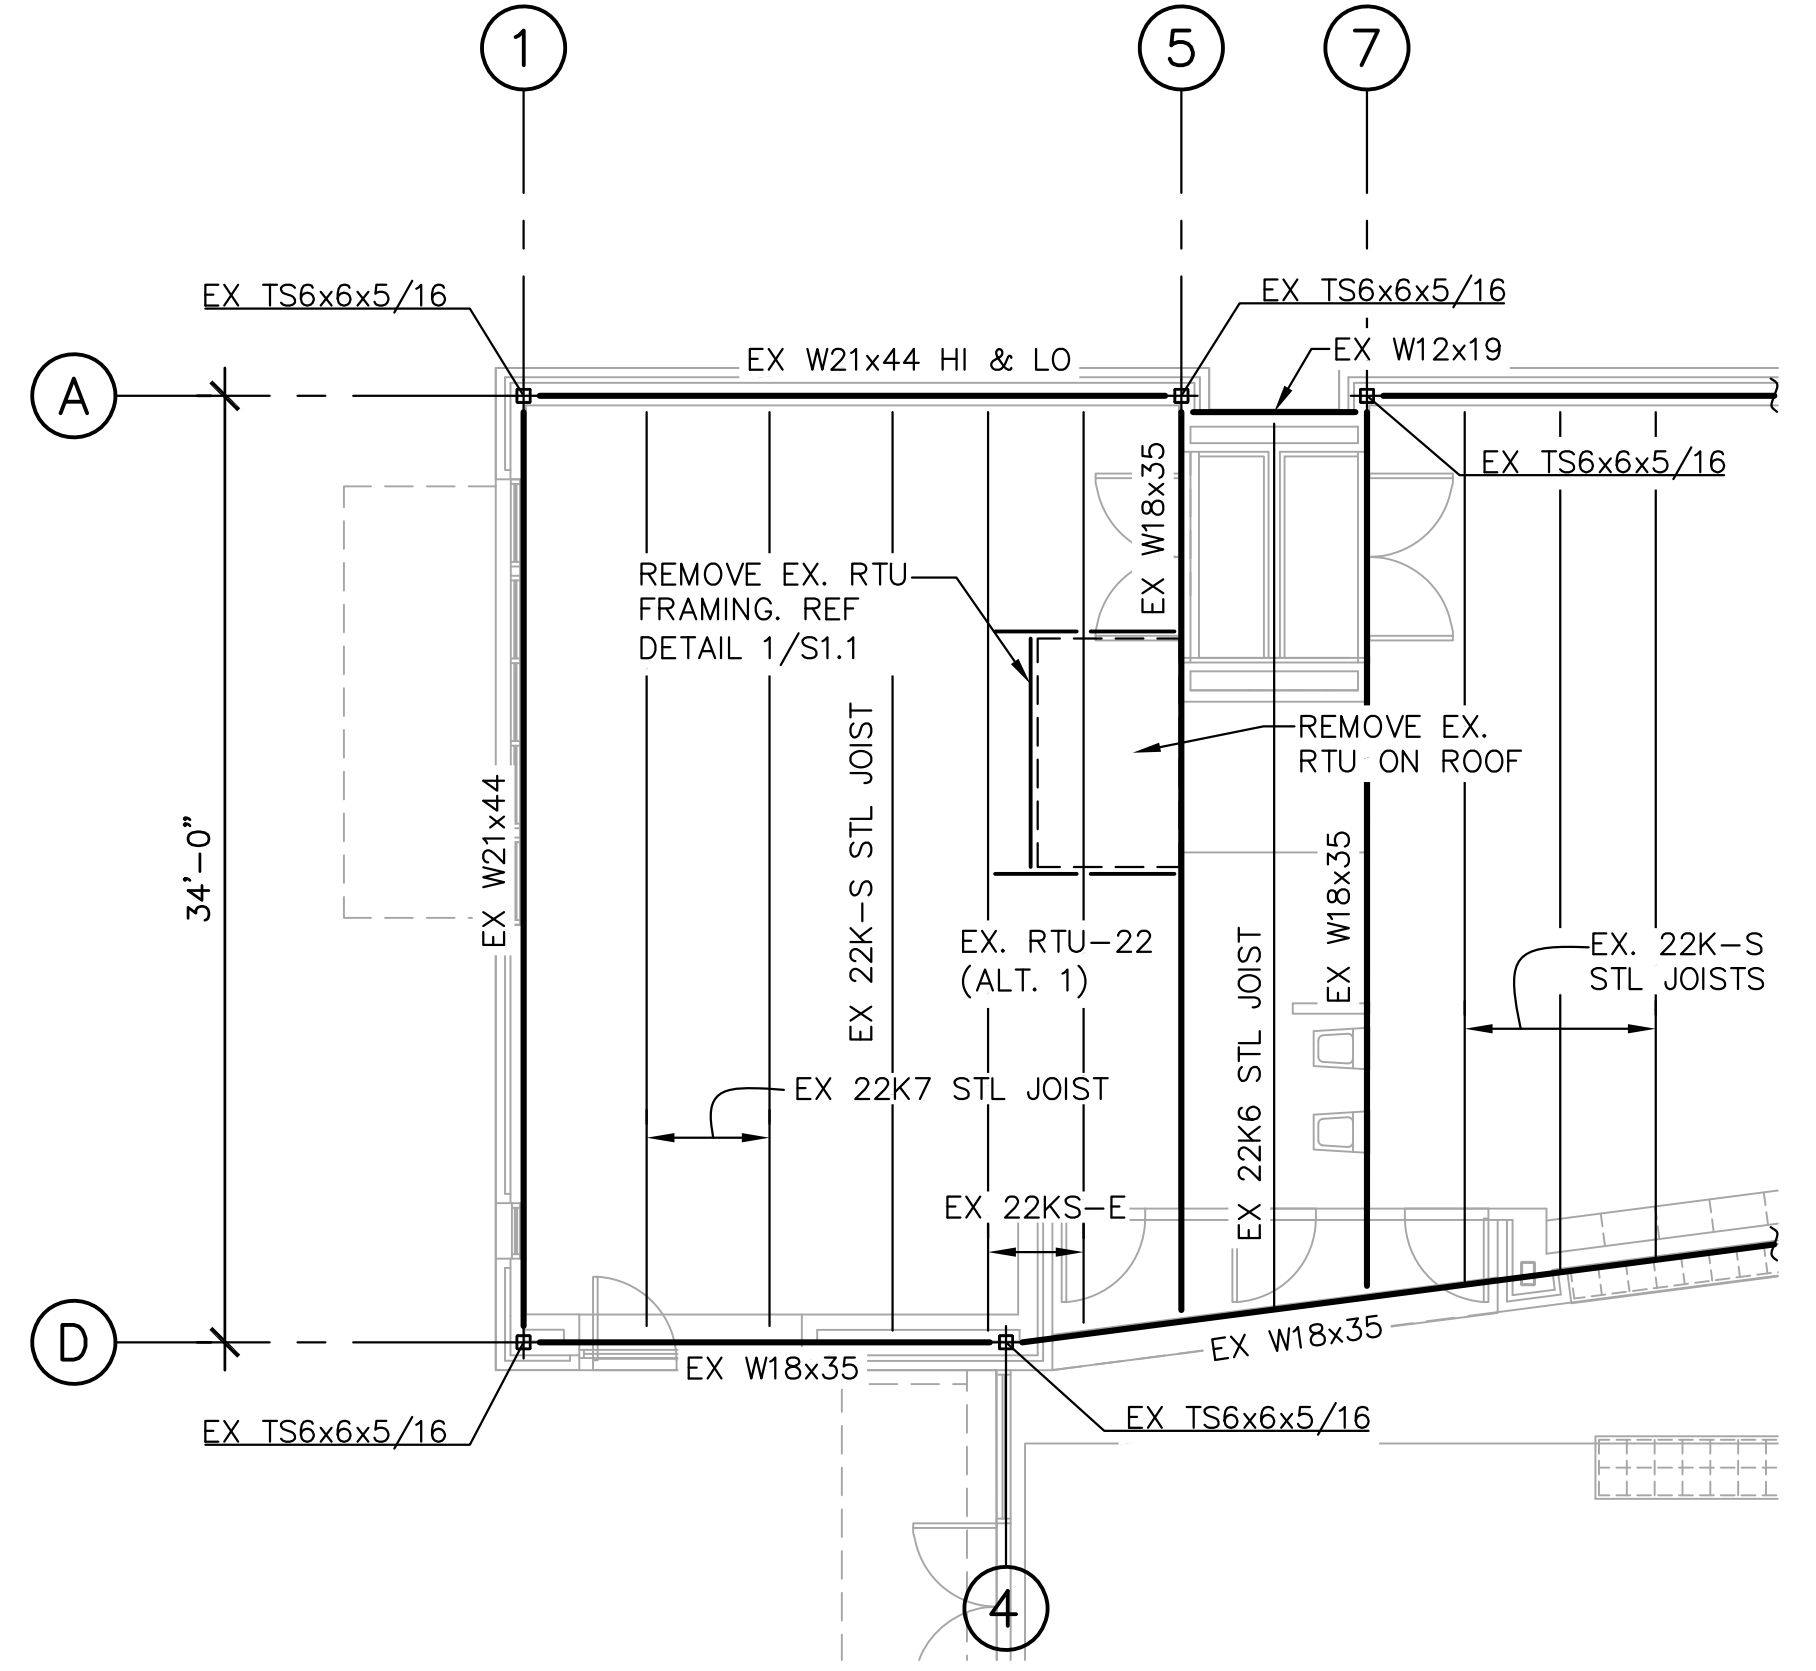 1
5
7
EX TS6x6x5/16
EX TS6x6x5/16
EX W21x44 HI & LO
EX W12x19
A
EX W18x35
EX TS6x6x5/16
REMOVE EX. RTU
FRAMING. REF
DETAIL 1/S1.1
EX 22K-S STL JOIST
REMOVE EX.
RTU ON ROOF
34'-0"
EX W21x44
EX W18x35
EX. RTU-22
(ALT. 1)
EX 22K6 STL JOIST
EX. 22K-S
STL JOISTS
EX 22K7 STL JOIST
EX 22KS-E
D
EX W18x35
EX W18x35
EX TS6x6x5/16
EX TS6x6x5/16
4